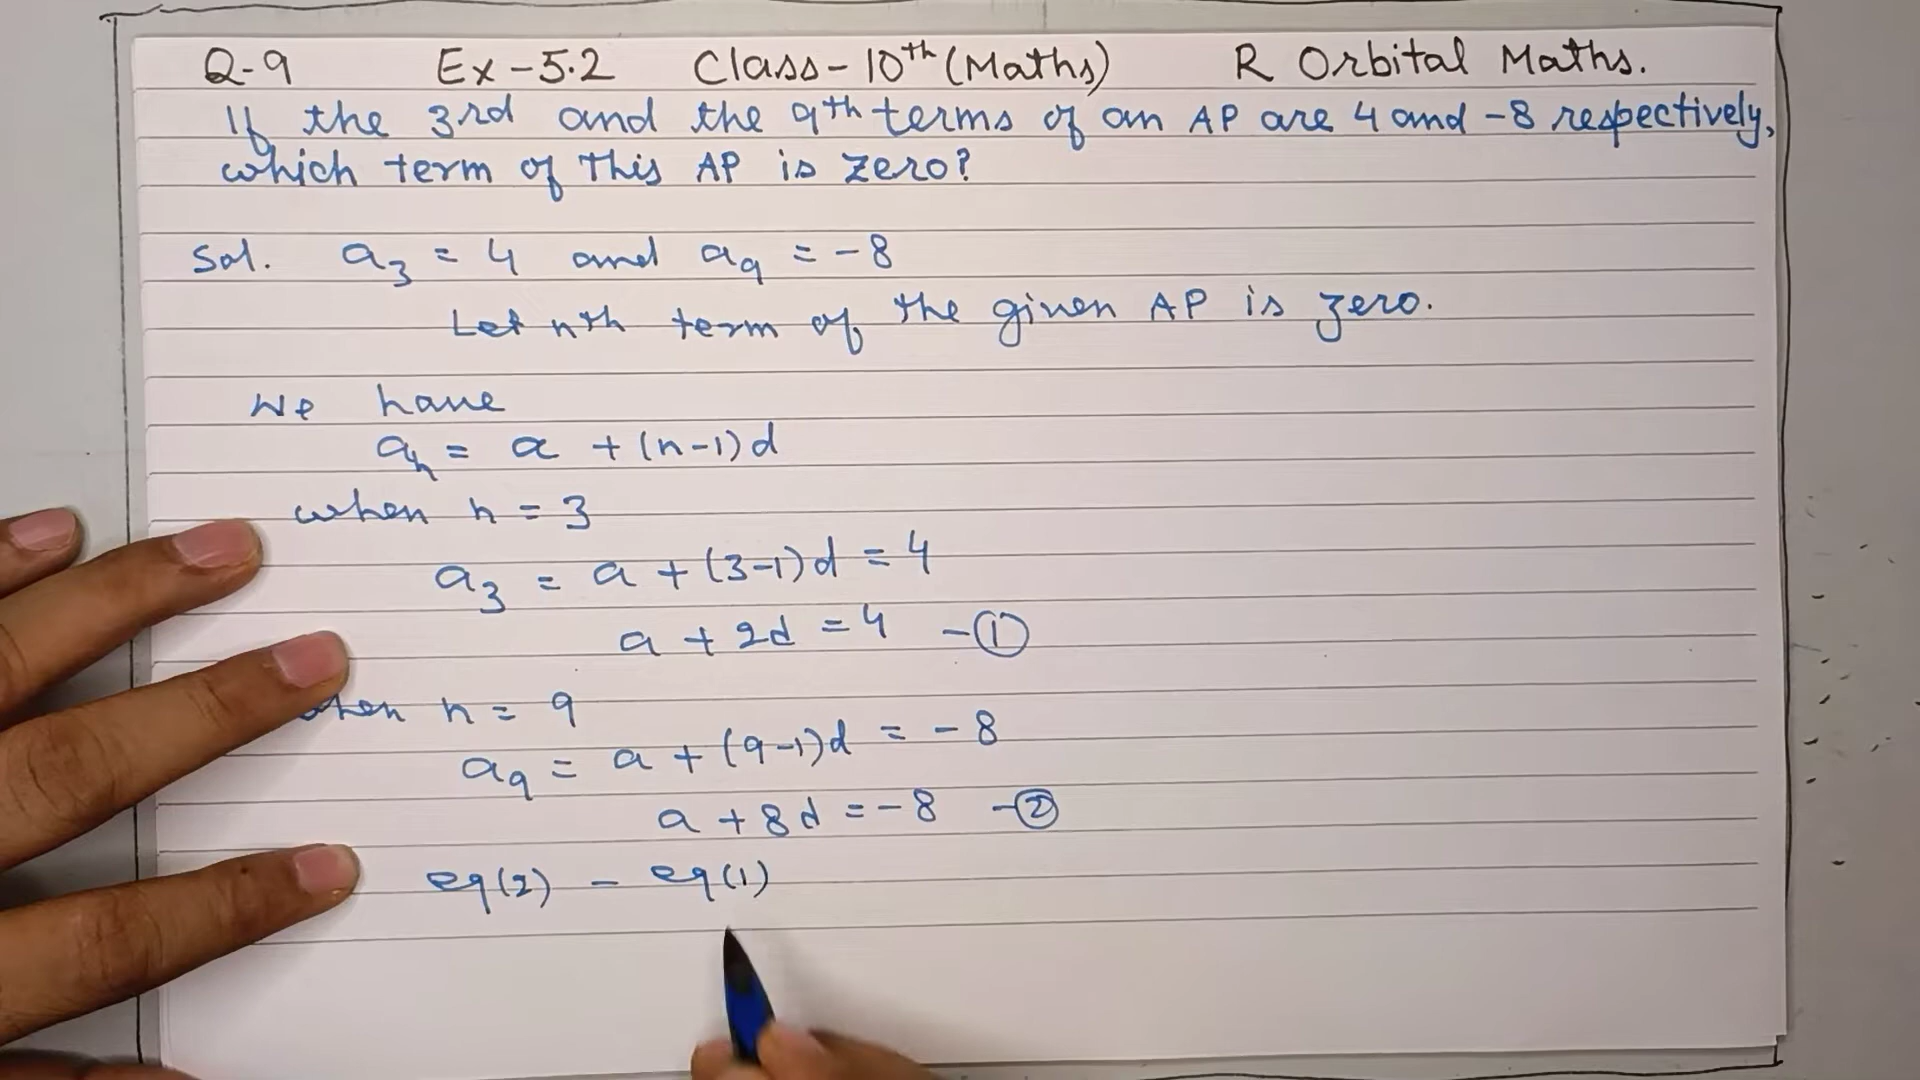 Q-9 Ex-5.2 Class-10th (Maths) R Orbital Maths.
If the 3rd and the 9th terms of an AP are 4 and -8 respectively,
which term of this AP is zero?
Sol. a₃ = 4 and a₉ = -8
Let nth term of the given AP is zero.
We have
aₙ = a + (n-1)d
when n = 3
a₃ = a + (3-1)d = 4
a + 2d = 4 -①
n = 9
a₉ = a + (9-1)d = -8
a + 8d = -8 -②
eq(2) - eq(1)